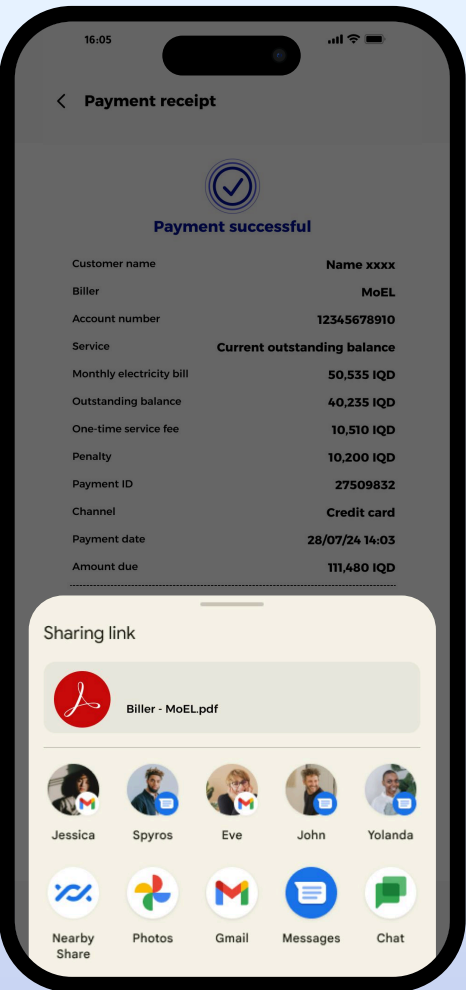 16:05
Payment receipt
Payment successful
Customer name Name xxxx
Biller MoEL
Account number 12345678910
Service Current outstanding balance
Monthly electricity bill 50,535 IQD
Outstanding balance 40,235 IQD
One-time service fee 10,510 IQD
Penalty 10,200 IQD
Payment ID 27509832
Channel Credit card
Payment date 28/07/24 14:03
Amount due 111,480 IQD
Sharing link
Biller - MoEL.pdf
Jessica Spyros Eve John Yolanda
Nearby Share Photos Gmail Messages Chat